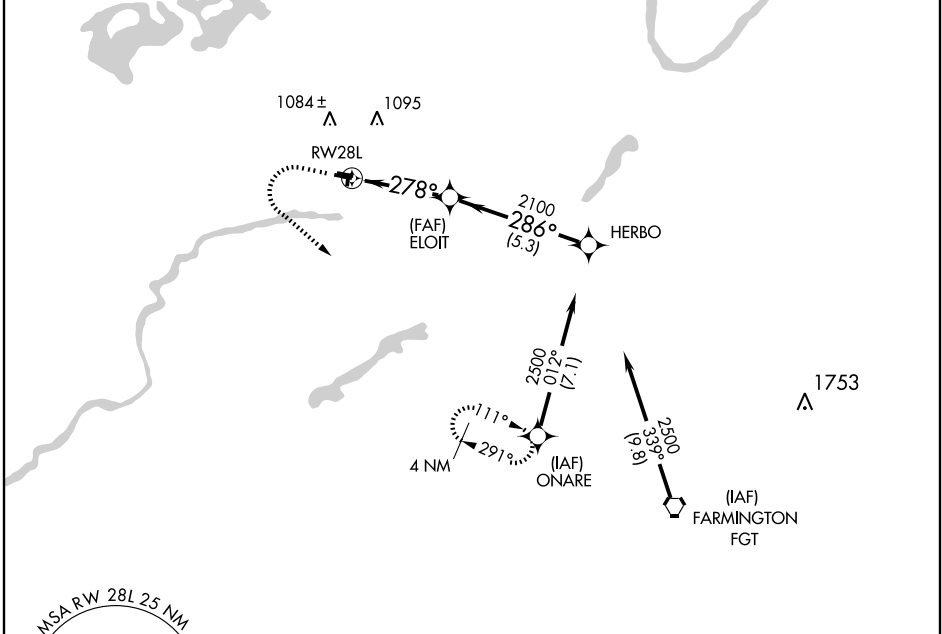 1084 ±
1095
RW28L
278°
(FAF)
ELOIT
2100
286°
(5.3)
HERBO
2500
012°
(7.1)
111°
291°
4 NM
(IAF)
ONARE
1753
2500
339°
(9.8)
(IAF)
FARMINGTON
FGT
MSA RW 28L 25 NM